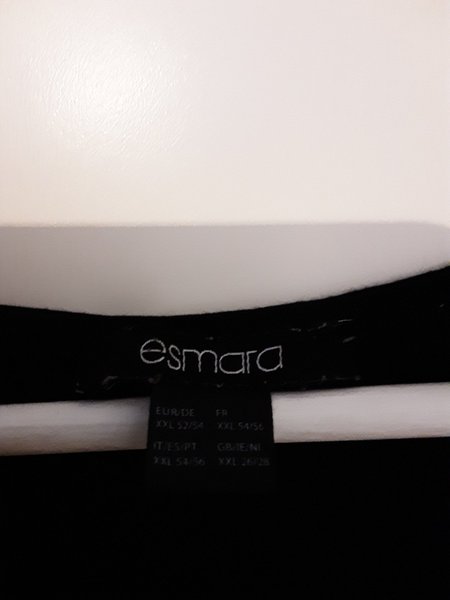 esmara
EUR/DE FR
XXL 52/54 XXL 54/56
IT/ES/PT GB/IE/NI
XXL 54/56 XXL 26/28